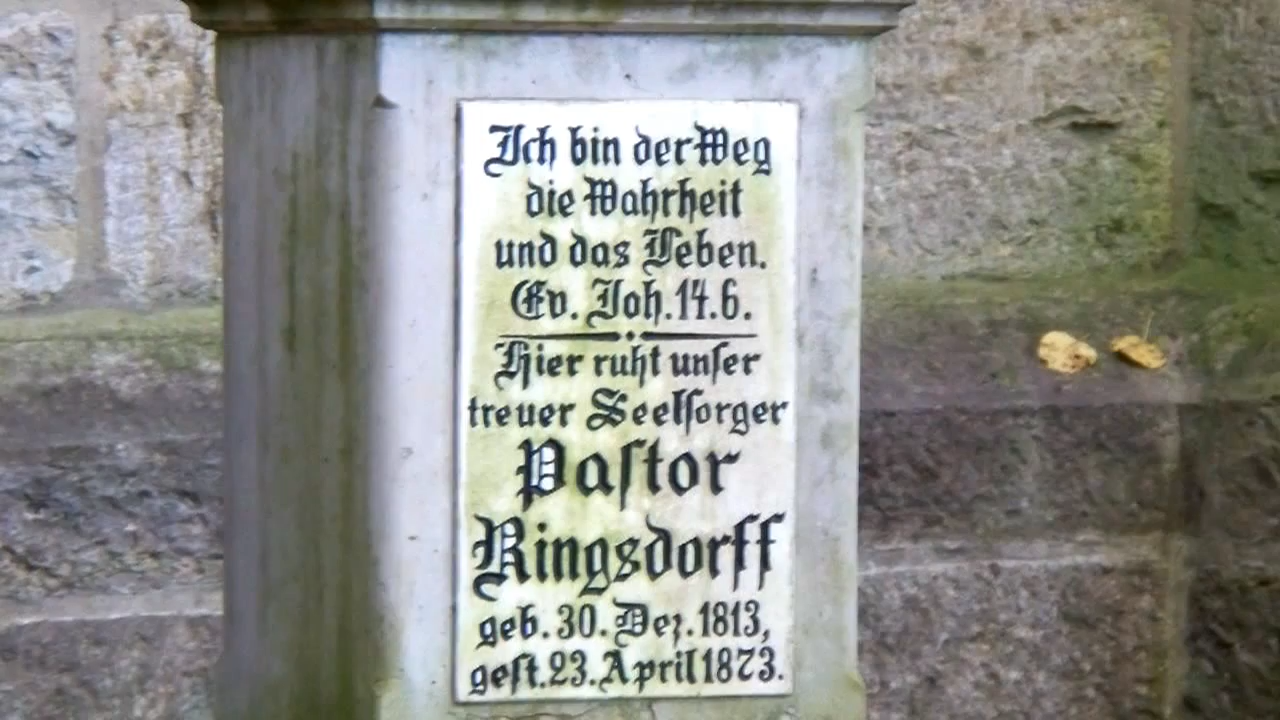 Ich bin der Weg
die Wahrheit
und das Leben.
Ev. Joh. 14. 6.
Hier ruht unſer
treuer Seelſorger
Paſtor
Ringsdorff
geb. 30. Dez. 1813,
geſt. 23. April 1873.